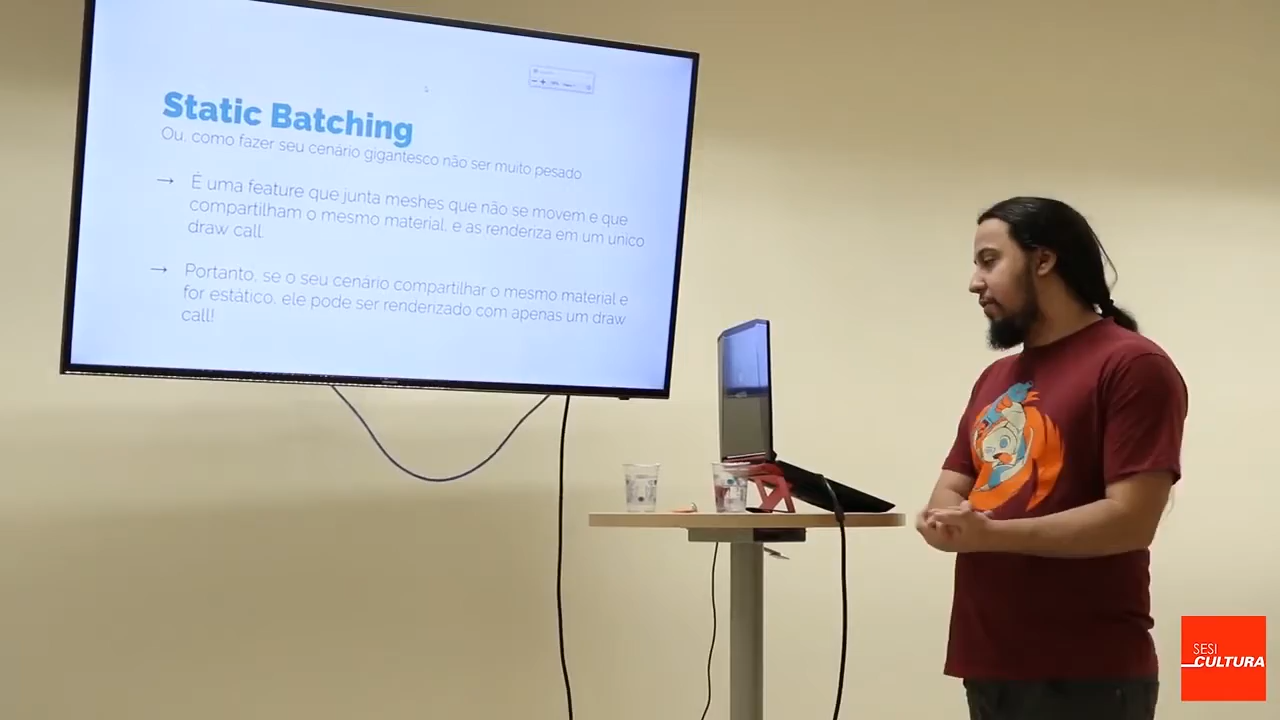 Static Batching
Ou, como fazer seu cenário gigantesco não ser muito pesado
→ É uma feature que junta meshes que não se movem e que
compartilham o mesmo material, e as renderiza em um unico
draw call.
→ Portanto, se o seu cenário compartilhar o mesmo material e
for estático, ele pode ser renderizado com apenas um draw
call!
SESI
CULTURA